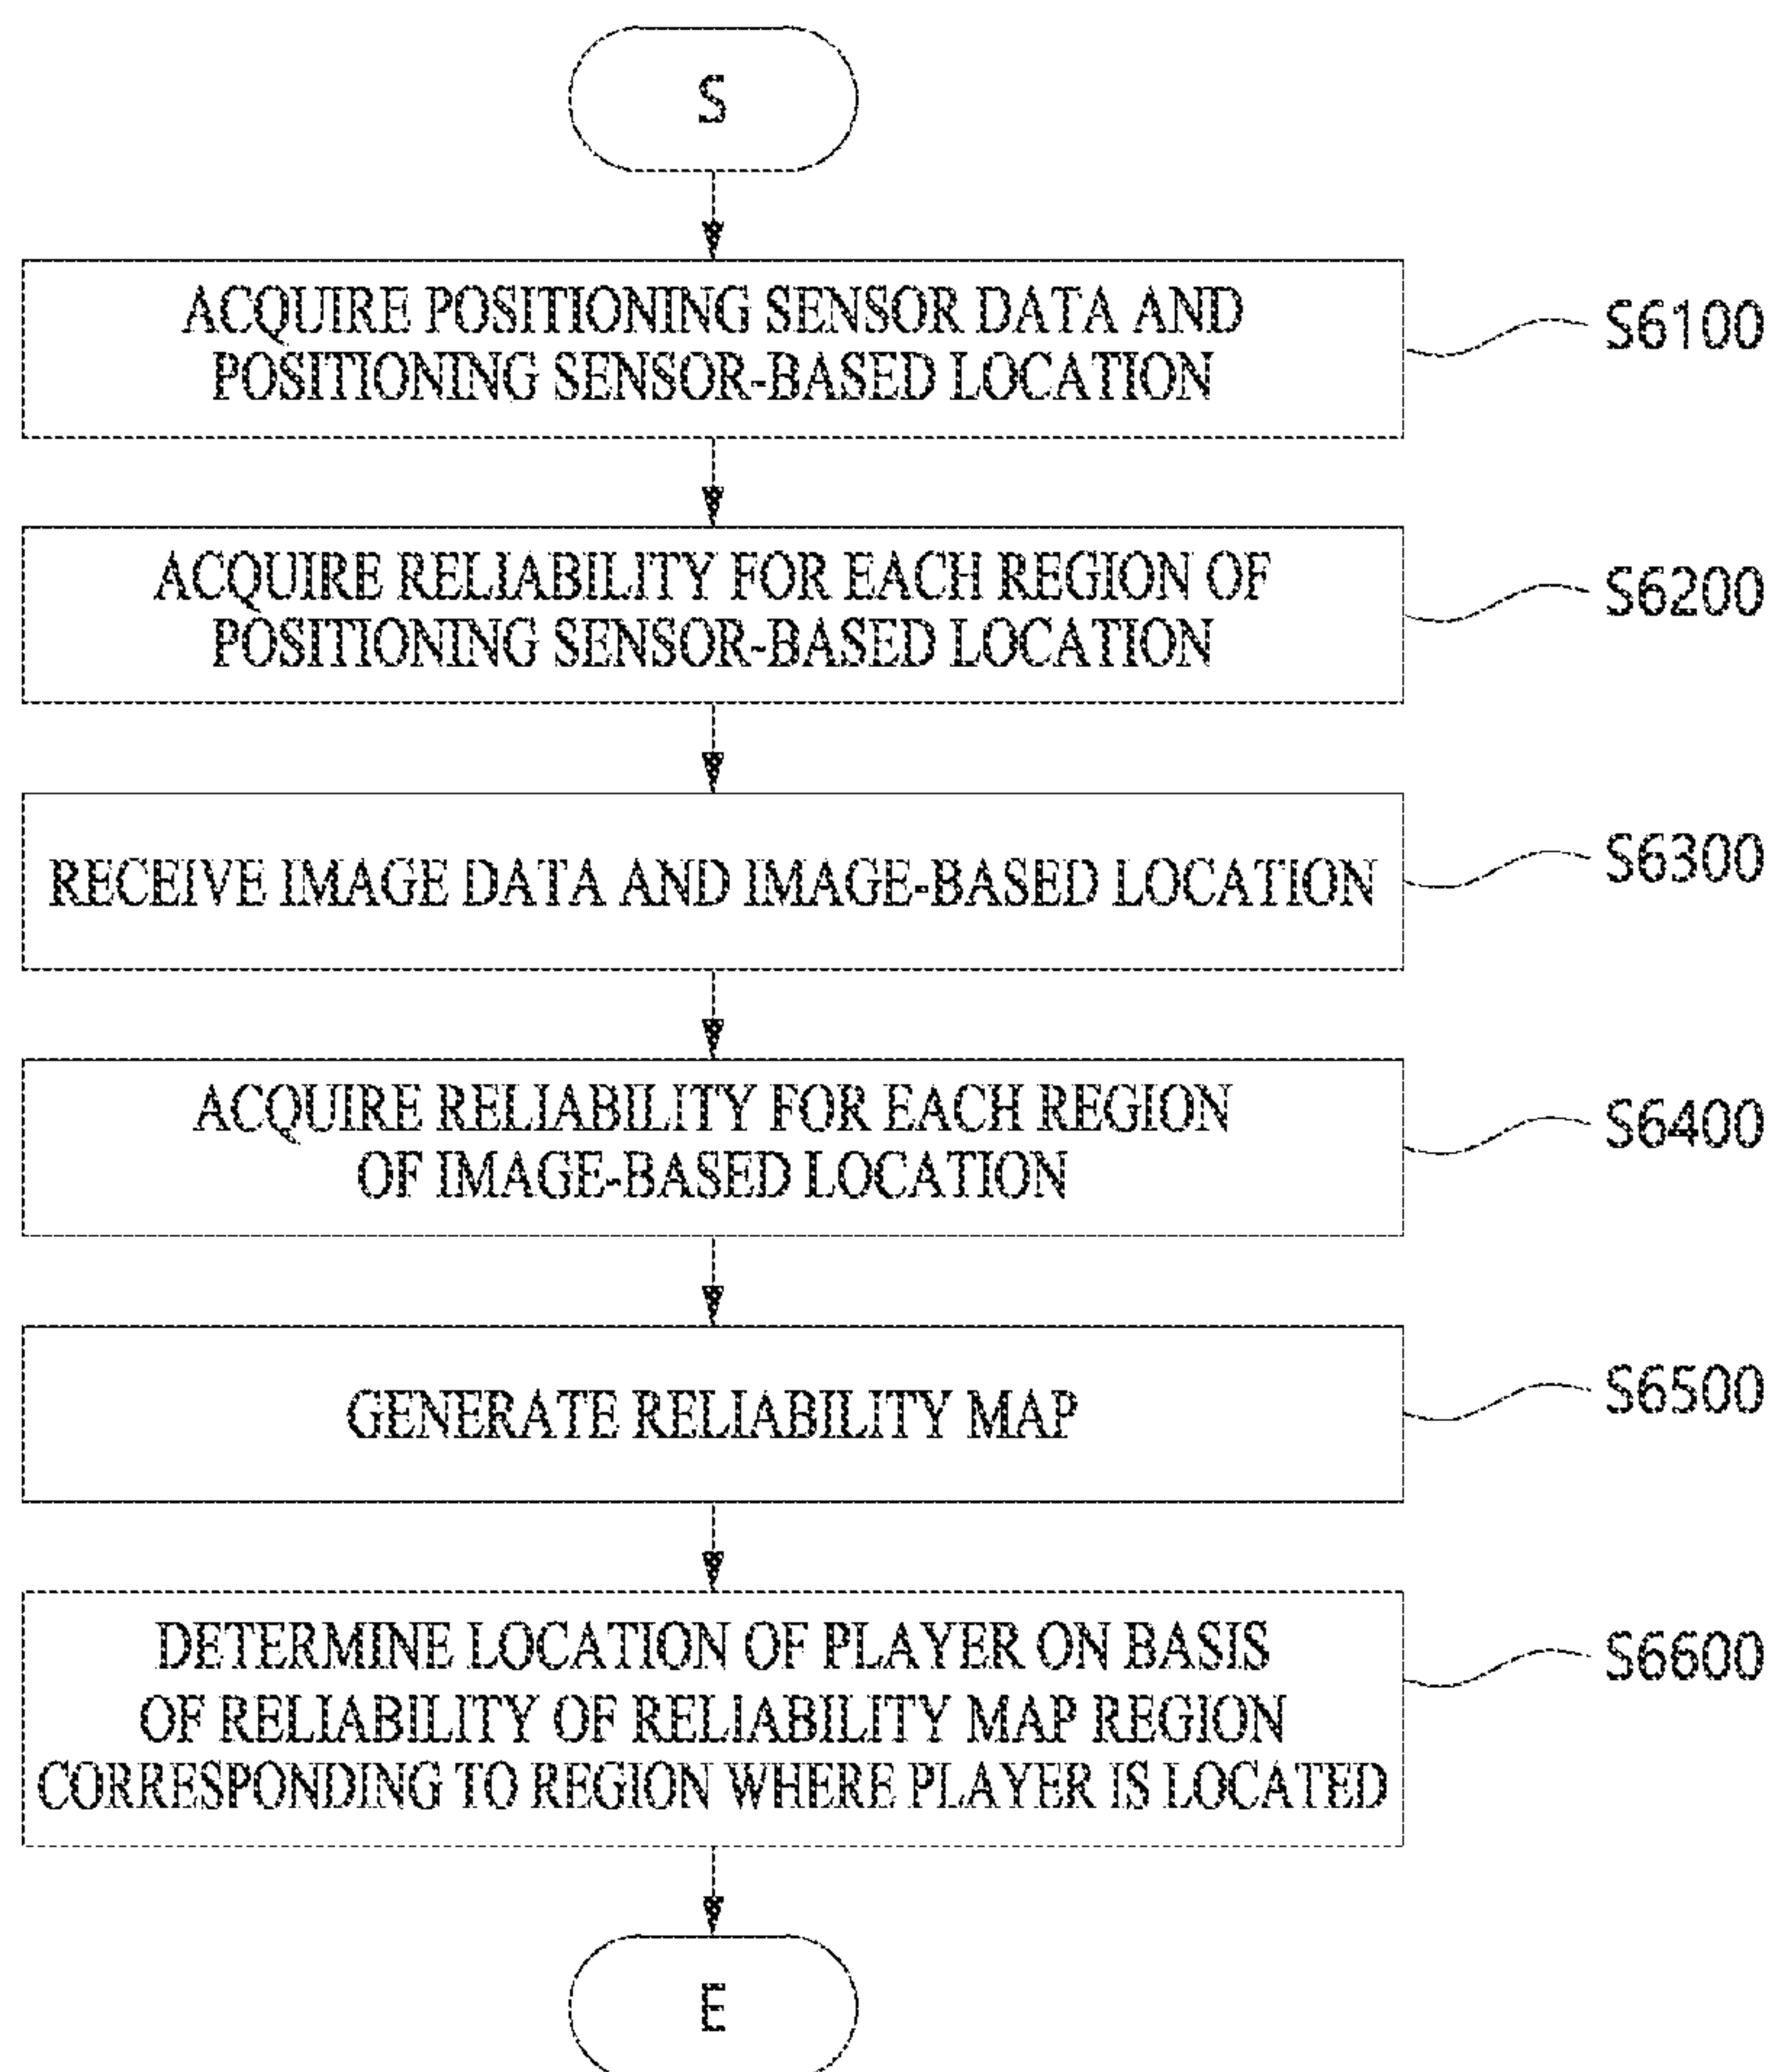 S
ACQUIRE POSITIONING SENSOR DATA AND
POSITIONING SENSOR-BASED LOCATION
S6100
ACQUIRE RELIABILITY FOR EACH REGION OF
POSITIONING SENSOR-BASED LOCATION
S6200
RECEIVE IMAGE DATA AND IMAGE-BASED LOCATION
S6300
ACQUIRE RELIABILITY FOR EACH REGION
OF IMAGE-BASED LOCATION
S6400
GENERATE RELIABILITY MAP
S6500
DETERMINE LOCATION OF PLAYER ON BASIS
OF RELIABILITY OF RELIABILITY MAP REGION
CORRESPONDING TO REGION WHERE PLAYER IS LOCATED
S6600
E